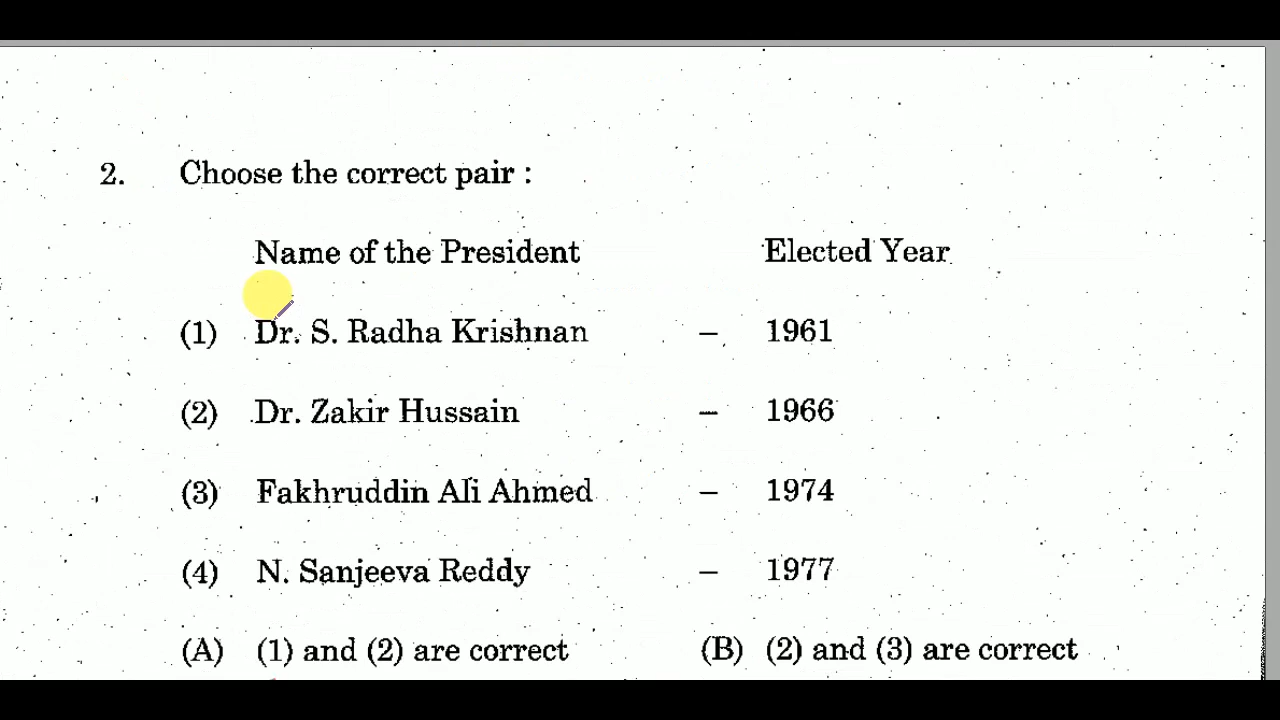 2. Choose the correct pair :
Name of the President Elected Year
(1) Dr. S. Radha Krishnan – 1961
(2) Dr. Zakir Hussain – 1966
(3) Fakhruddin Ali Ahmed – 1974
(4) N. Sanjeeva Reddy – 1977
(A) (1) and (2) are correct (B) (2) and (3) are correct